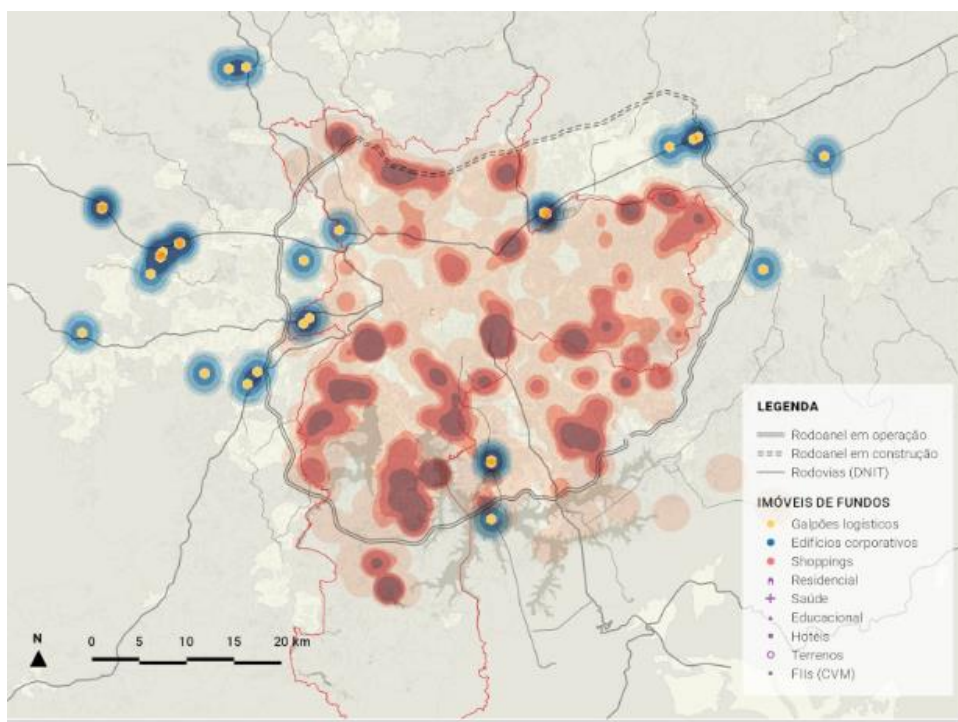 LEGENDA
Rodoanel em operação
Rodoanel em construção
Rodovias (DNIT)
IMÓVEIS DE FUNDOS
Galpões logísticos
Edifícios corporativos
Shoppings
Residencial
Saúde
Educacional
Hotéis
Terrenos
FIIs (CVM)
N
0 5 10 15 20 km